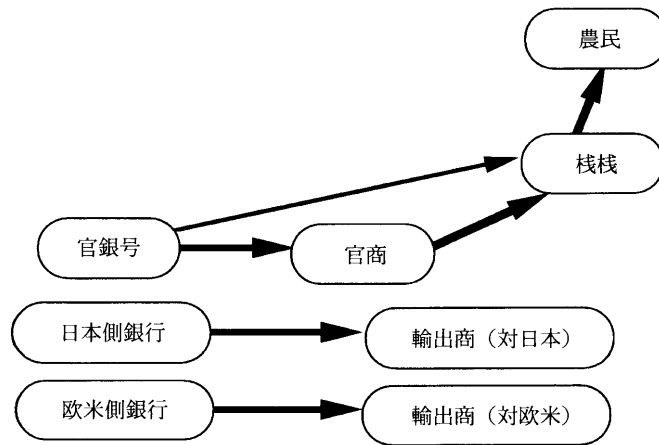 農民
桟桟
官銀号
官商
日本側銀行
輸出商（対日本）
欧米側銀行
輸出商（対欧米）